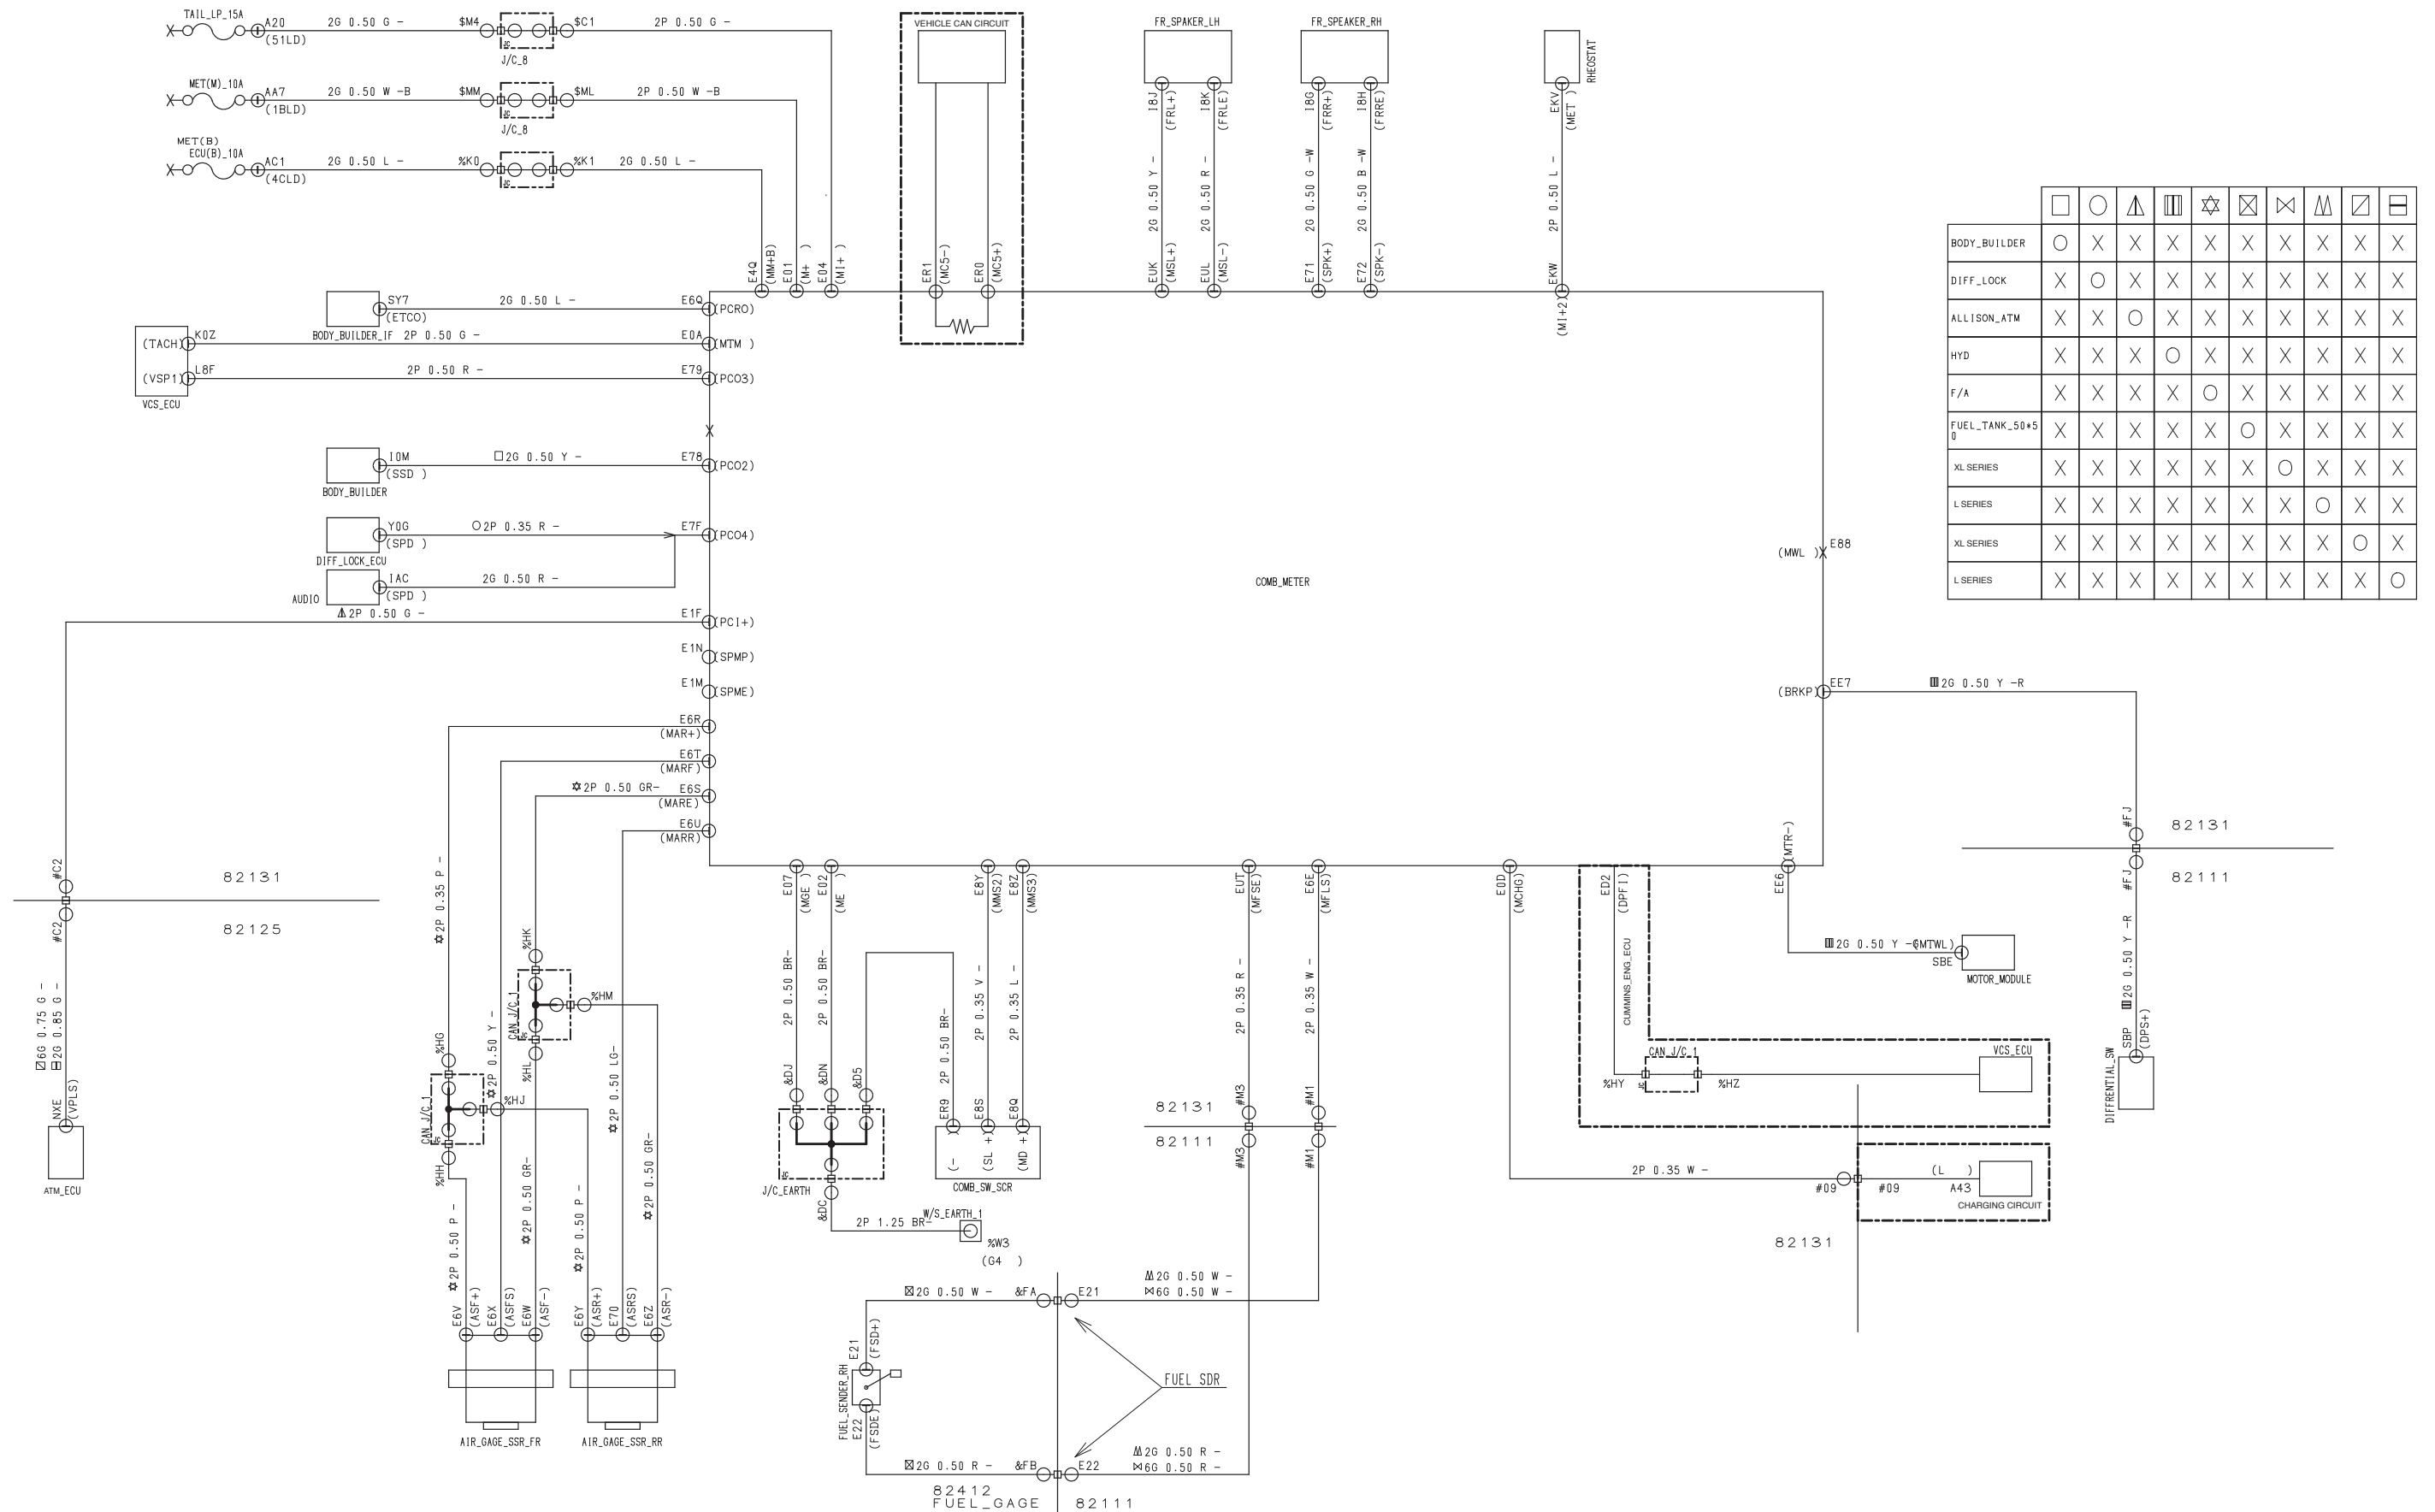 TAIL_LP_15A
A20
(51LD)
2G 0.50 G -
$M4
JC
J/C_8
$C1
2P 0.50 G -
MET(M)_10A
AA7
(1BLD)
2G 0.50 W -B
$MM
JC
J/C_8
$ML
2P 0.50 W -B
MET(B)
ECU(B)_10A
AC1
(4CLD)
2G 0.50 L -
%K0
JC
%K1
2G 0.50 L -
E4Q
(MM+B)
E01
(M+ )
E04
(MI+ )
VEHICLE CAN CIRCUIT
ER1
(MC5-)
ER0
(MC5+)
FR_SPAKER_LH
I8J
(FRL+)
I8K
(FRLE)
2G 0.50 Y -
2G 0.50 R -
EUK
(MSL+)
EUL
(MSL-)
FR_SPEAKER_RH
I8G
(FRR+)
I8H
(FRRE)
2G 0.50 G -W
2G 0.50 B -W
E71
(SPK+)
E72
(SPK-)
RHEOSTAT
EKV
(MET )
2P 0.50 L -
EKW
(MI+2)
BODY_BUILDER
DIFF_LOCK
ALLISON_ATM
HYD
F/A
FUEL_TANK_50*5
0
XL SERIES
L SERIES
XL SERIES
L SERIES
SY7
(ETCO)
2G 0.50 L -
E6Q
(PCRO)
BODY_BUILDER_IF
(TACH)
K0Z
2P 0.50 G -
E0A
(MTM )
(VSP1)
L8F
2P 0.50 R -
E79
(PCO3)
VCS_ECU
I0M
(SSD )
2G 0.50 Y -
E78
(PCO2)
BODY_BUILDER
Y0G
(SPD )
2P 0.35 R -
E7F
(PCO4)
DIFF_LOCK_ECU
AUDIO
IAC
(SPD )
2G 0.50 R -
2P 0.50 G -
E1F
(PCI+)
E1N
(SPMP)
E1M
(SPME)
E6R
(MAR+)
E6T
(MARF)
2P 0.50 GR-
E6S
(MARE)
E6U
(MARR)
COMB_METER
(MWL )
E88
(BRKP)
EE7
2G 0.50 Y -R
#FJ
82131
#FJ
82111
2G 0.50 Y -R
SBP
(DPS+)
DIFFRENTIAL_SW
#C2
82131
#C2
82125
6G 0.75 G -
2G 0.85 G -
NXE
(VPLS)
ATM_ECU
2P 0.35 P -
%HG
CAN_J/C_1
JC
%HJ
%HH
2P 0.50 P -
2P 0.50 Y -
%HK
CAN_J/C_1
JC
%HM
%HL
2P 0.50 GR-
2P 0.50 LG-
2P 0.50 P -
2P 0.50 GR-
E6V
(ASF+)
E6X
(ASFS)
E6W
(ASF-)
E6Y
(ASR+)
E70
(ASRS)
E6Z
(ASR-)
AIR_GAGE_SSR_FR
AIR_GAGE_SSR_RR
E07
(MGE )
E02
(ME )
2P 0.50 BR-
2P 0.50 BR-
&DJ
&DN
&D5
JC
J/C_EARTH
&DC
2P 1.25 BR-
W/S_EARTH_1
%W3
(G4 )
E8Y
(MMS2)
E8Z
(MMS3)
2P 0.50 BR-
2P 0.35 V -
2P 0.35 L -
ER9
E8S
E8Q
(- )
(SL +)
(MD +)
COMB_SW_SCR
EUT
(MFSE)
E6E
(MFLS)
2P 0.35 R -
2P 0.35 W -
#M3
#M1
82131
82111
#M3
#M1
2G 0.50 W -
6G 0.50 W -
2G 0.50 W -
&FA
E21
E21
(FSD+)
FUEL_SENDER_RH
E22
(FSDE)
FUEL SDR
2G 0.50 R -
6G 0.50 R -
2G 0.50 R -
&FB
E22
82412
FUEL_GAGE
82111
E0D
(MCHG)
2P 0.35 W -
#09
#09
(L )
A43
CHARGING CIRCUIT
82131
ED2
(DPFI)
CUMMINS_ENG_ECU
%HY
CAN_J/C_1
JC
%HZ
VCS_ECU
EE6
(MTR-)
2G 0.50 Y -G
(MTWL)
SBE
MOTOR_MODULE